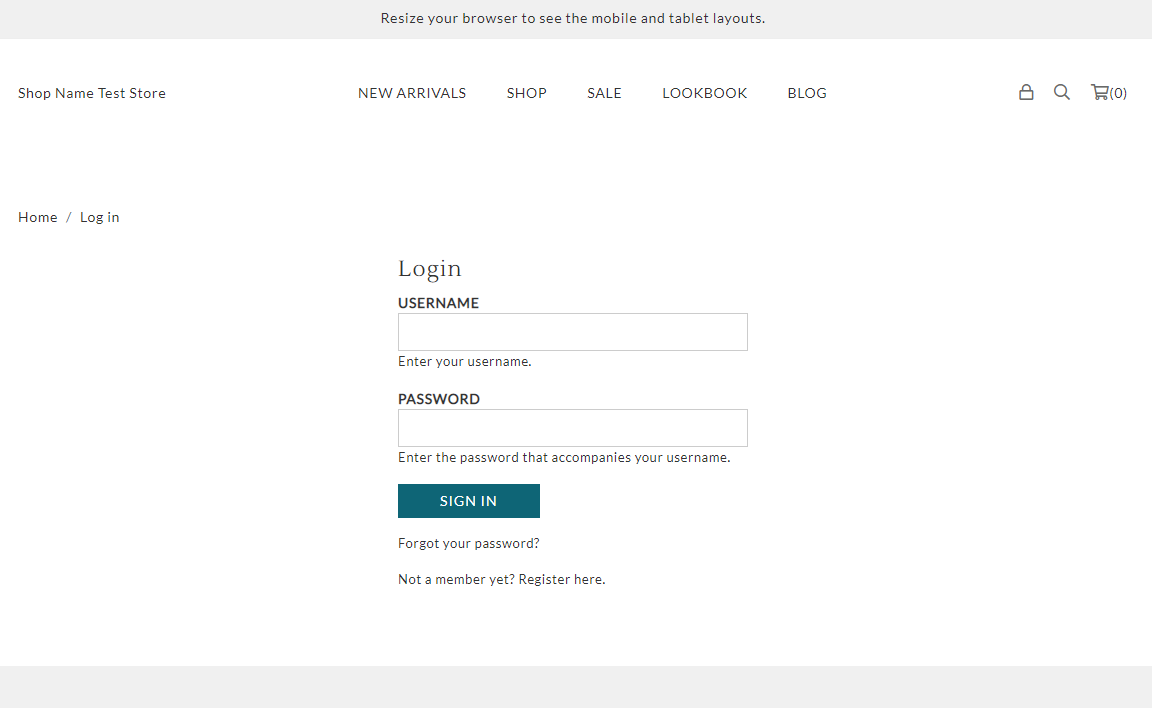 Resize your browser to see the mobile and tablet layouts.
Shop Name Test Store
NEW ARRIVALS SHOP SALE LOOKBOOK BLOG
(0)
Home / Log in
Login
USERNAME
Enter your username.
PASSWORD
Enter the password that accompanies your username.
SIGN IN
Forgot your password?
Not a member yet? Register here.